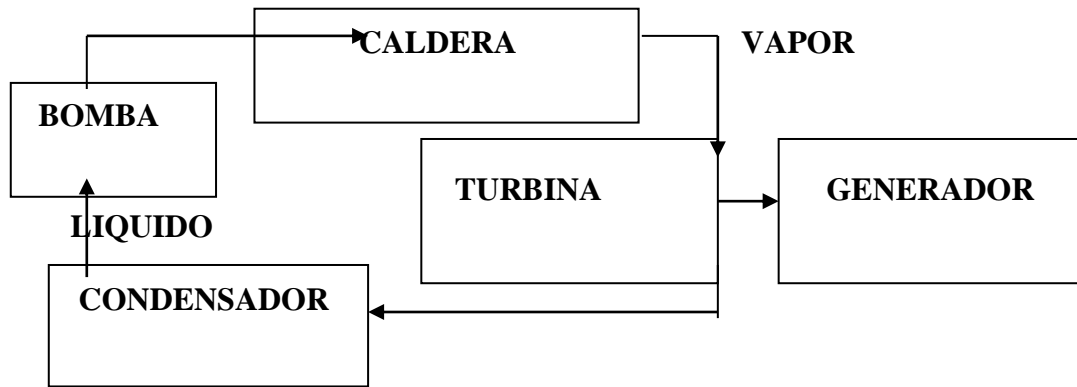 CALDERA
VAPOR
BOMBA
TURBINA
GENERADOR
LIQUIDO
CONDENSADOR